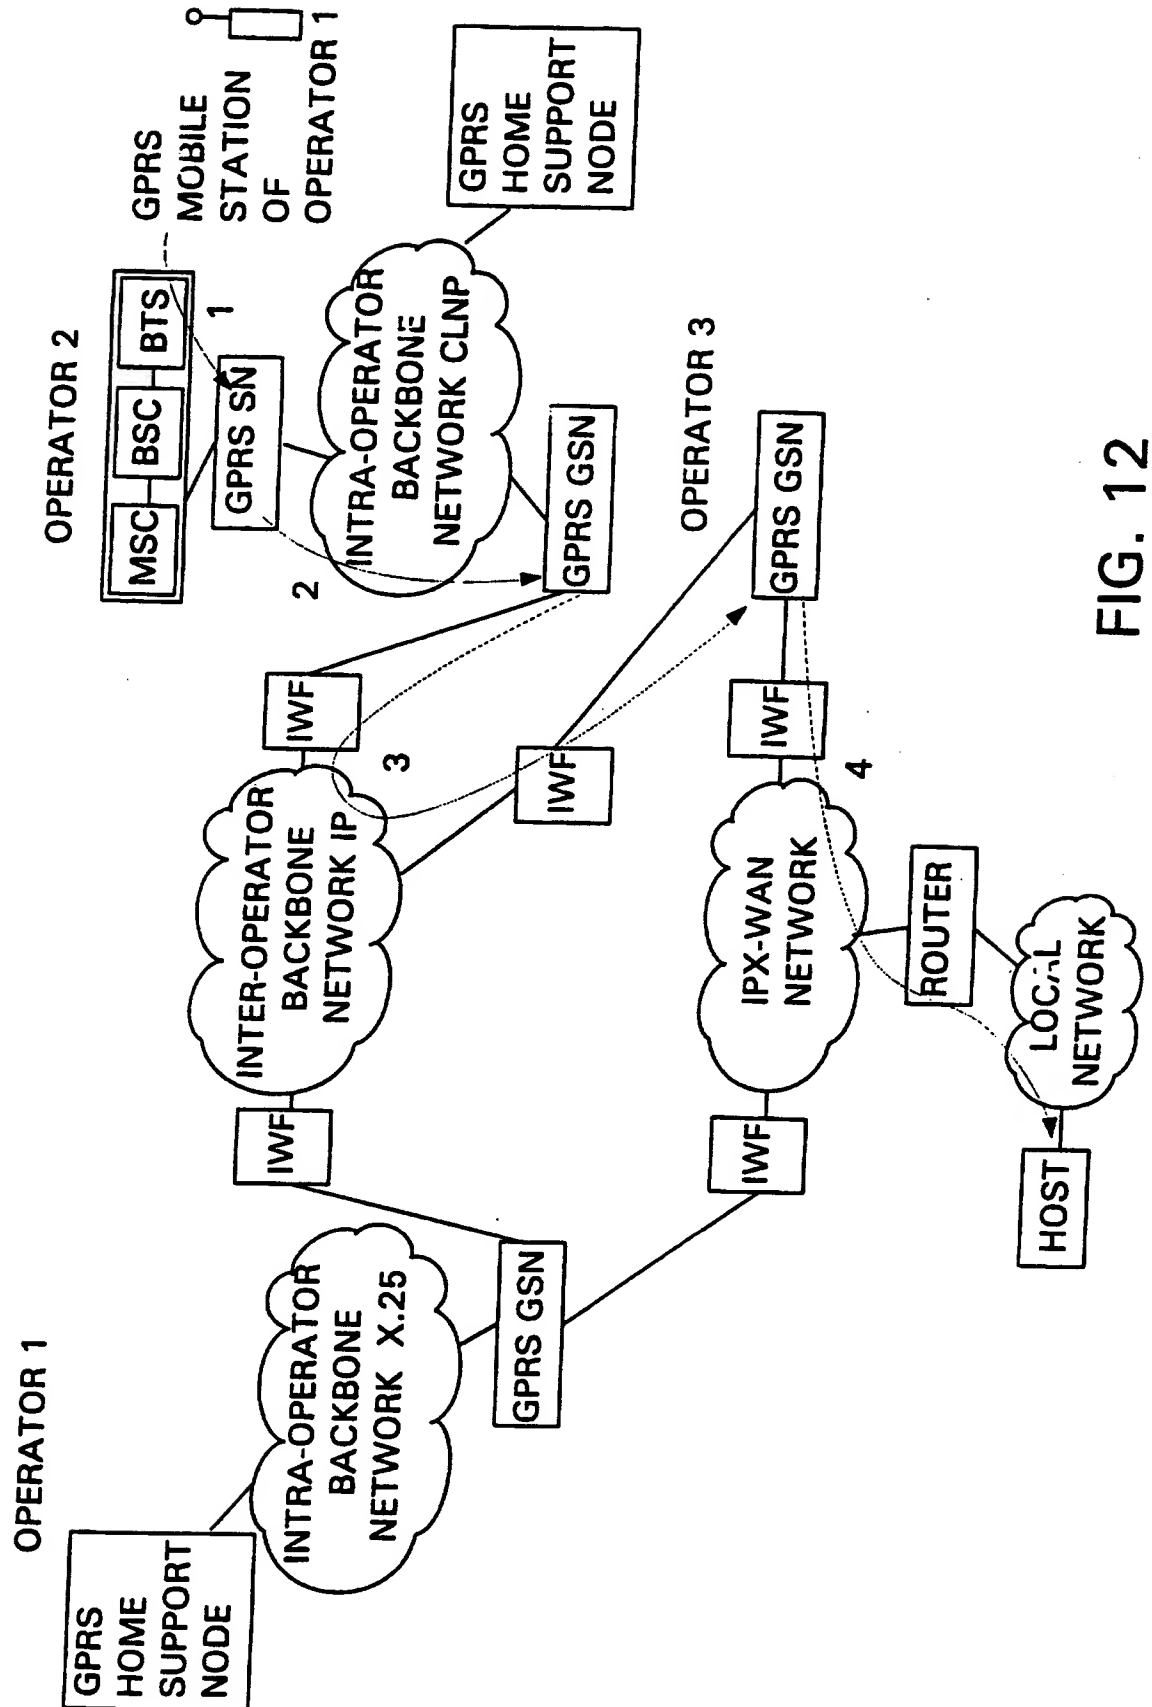 OPERATOR 1
GPRS
HOME
SUPPORT
NODE
INTRA-OPERATOR
BACKBONE
NETWORK X.25
GPRS GSN
IWF
INTER-OPERATOR
BACKBONE
NETWORK IP
IWF
3
IWF
OPERATOR 2
MSC
BSC
BTS
1
GPRS SN
2
INTRA-OPERATOR
BACKBONE
NETWORK CLNP
GPRS GSN
GPRS
MOBILE
STATION
OF
OPERATOR 1
GPRS
HOME
SUPPORT
NODE
OPERATOR 3
GPRS GSN
IWF
4
IPX-WAN
NETWORK
IWF
ROUTER
LOCAL
NETWORK
HOST
FIG. 12